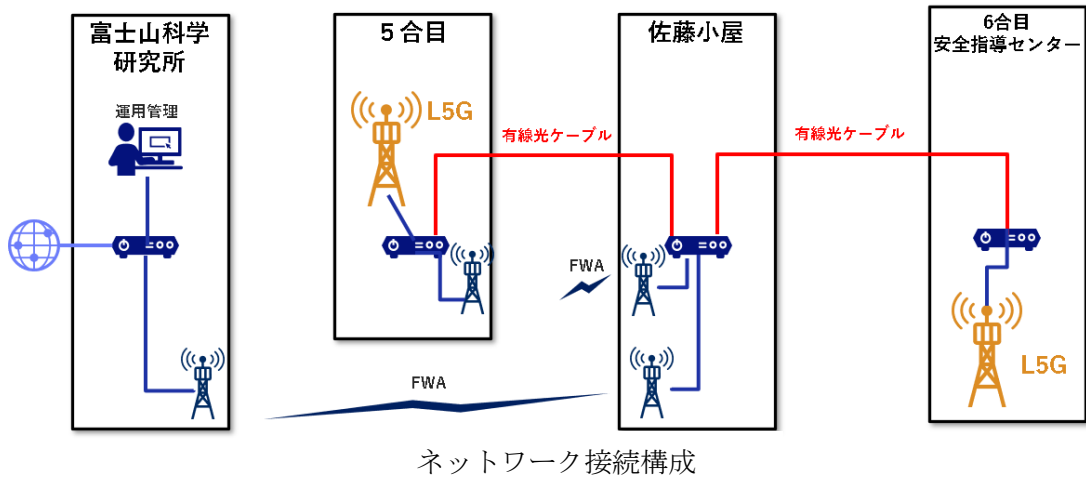 富士山科学
研究所
運用管理
5合目
L5G
有線光ケーブル
FWA
FWA
佐藤小屋
有線光ケーブル
6合目
安全指導センター
L5G
ネットワーク接続構成